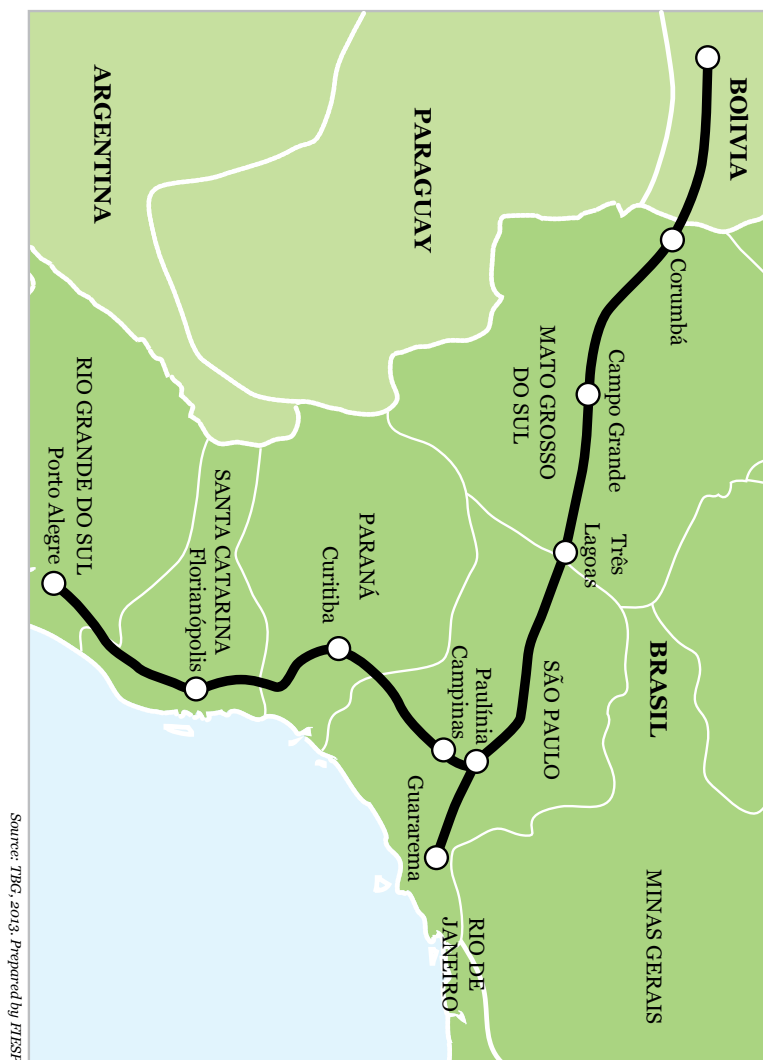 BOlIVIA
Corumbá
PARAGUAY
ARGENTINA
Campo Grande
MATO GROSSO
DO SUL
Três
Lagoas
BRASIL
SÃO PAULO
MINAS GERAIS
Paulínia
Campinas
Guararema
RIO DE
JANEIRO
PARANÁ
Curitiba
SANTA CATARINA
Florianópolis
RIO GRANDE DO SUL
Porto Alegre
Source: TBG, 2013. Prepared by FIESP